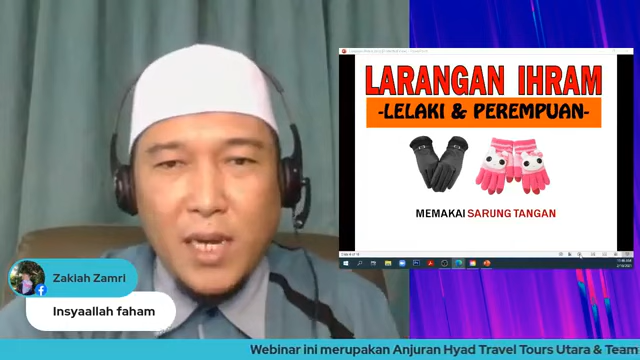 LARANGAN IHRAM
-LELAKI & PEREMPUAN-
MEMAKAI SARUNG TANGAN
Zakiah Zamri
Insyaallah faham
Webinar ini merupakan Anjuran Hyad Travel Tours Utara & Team